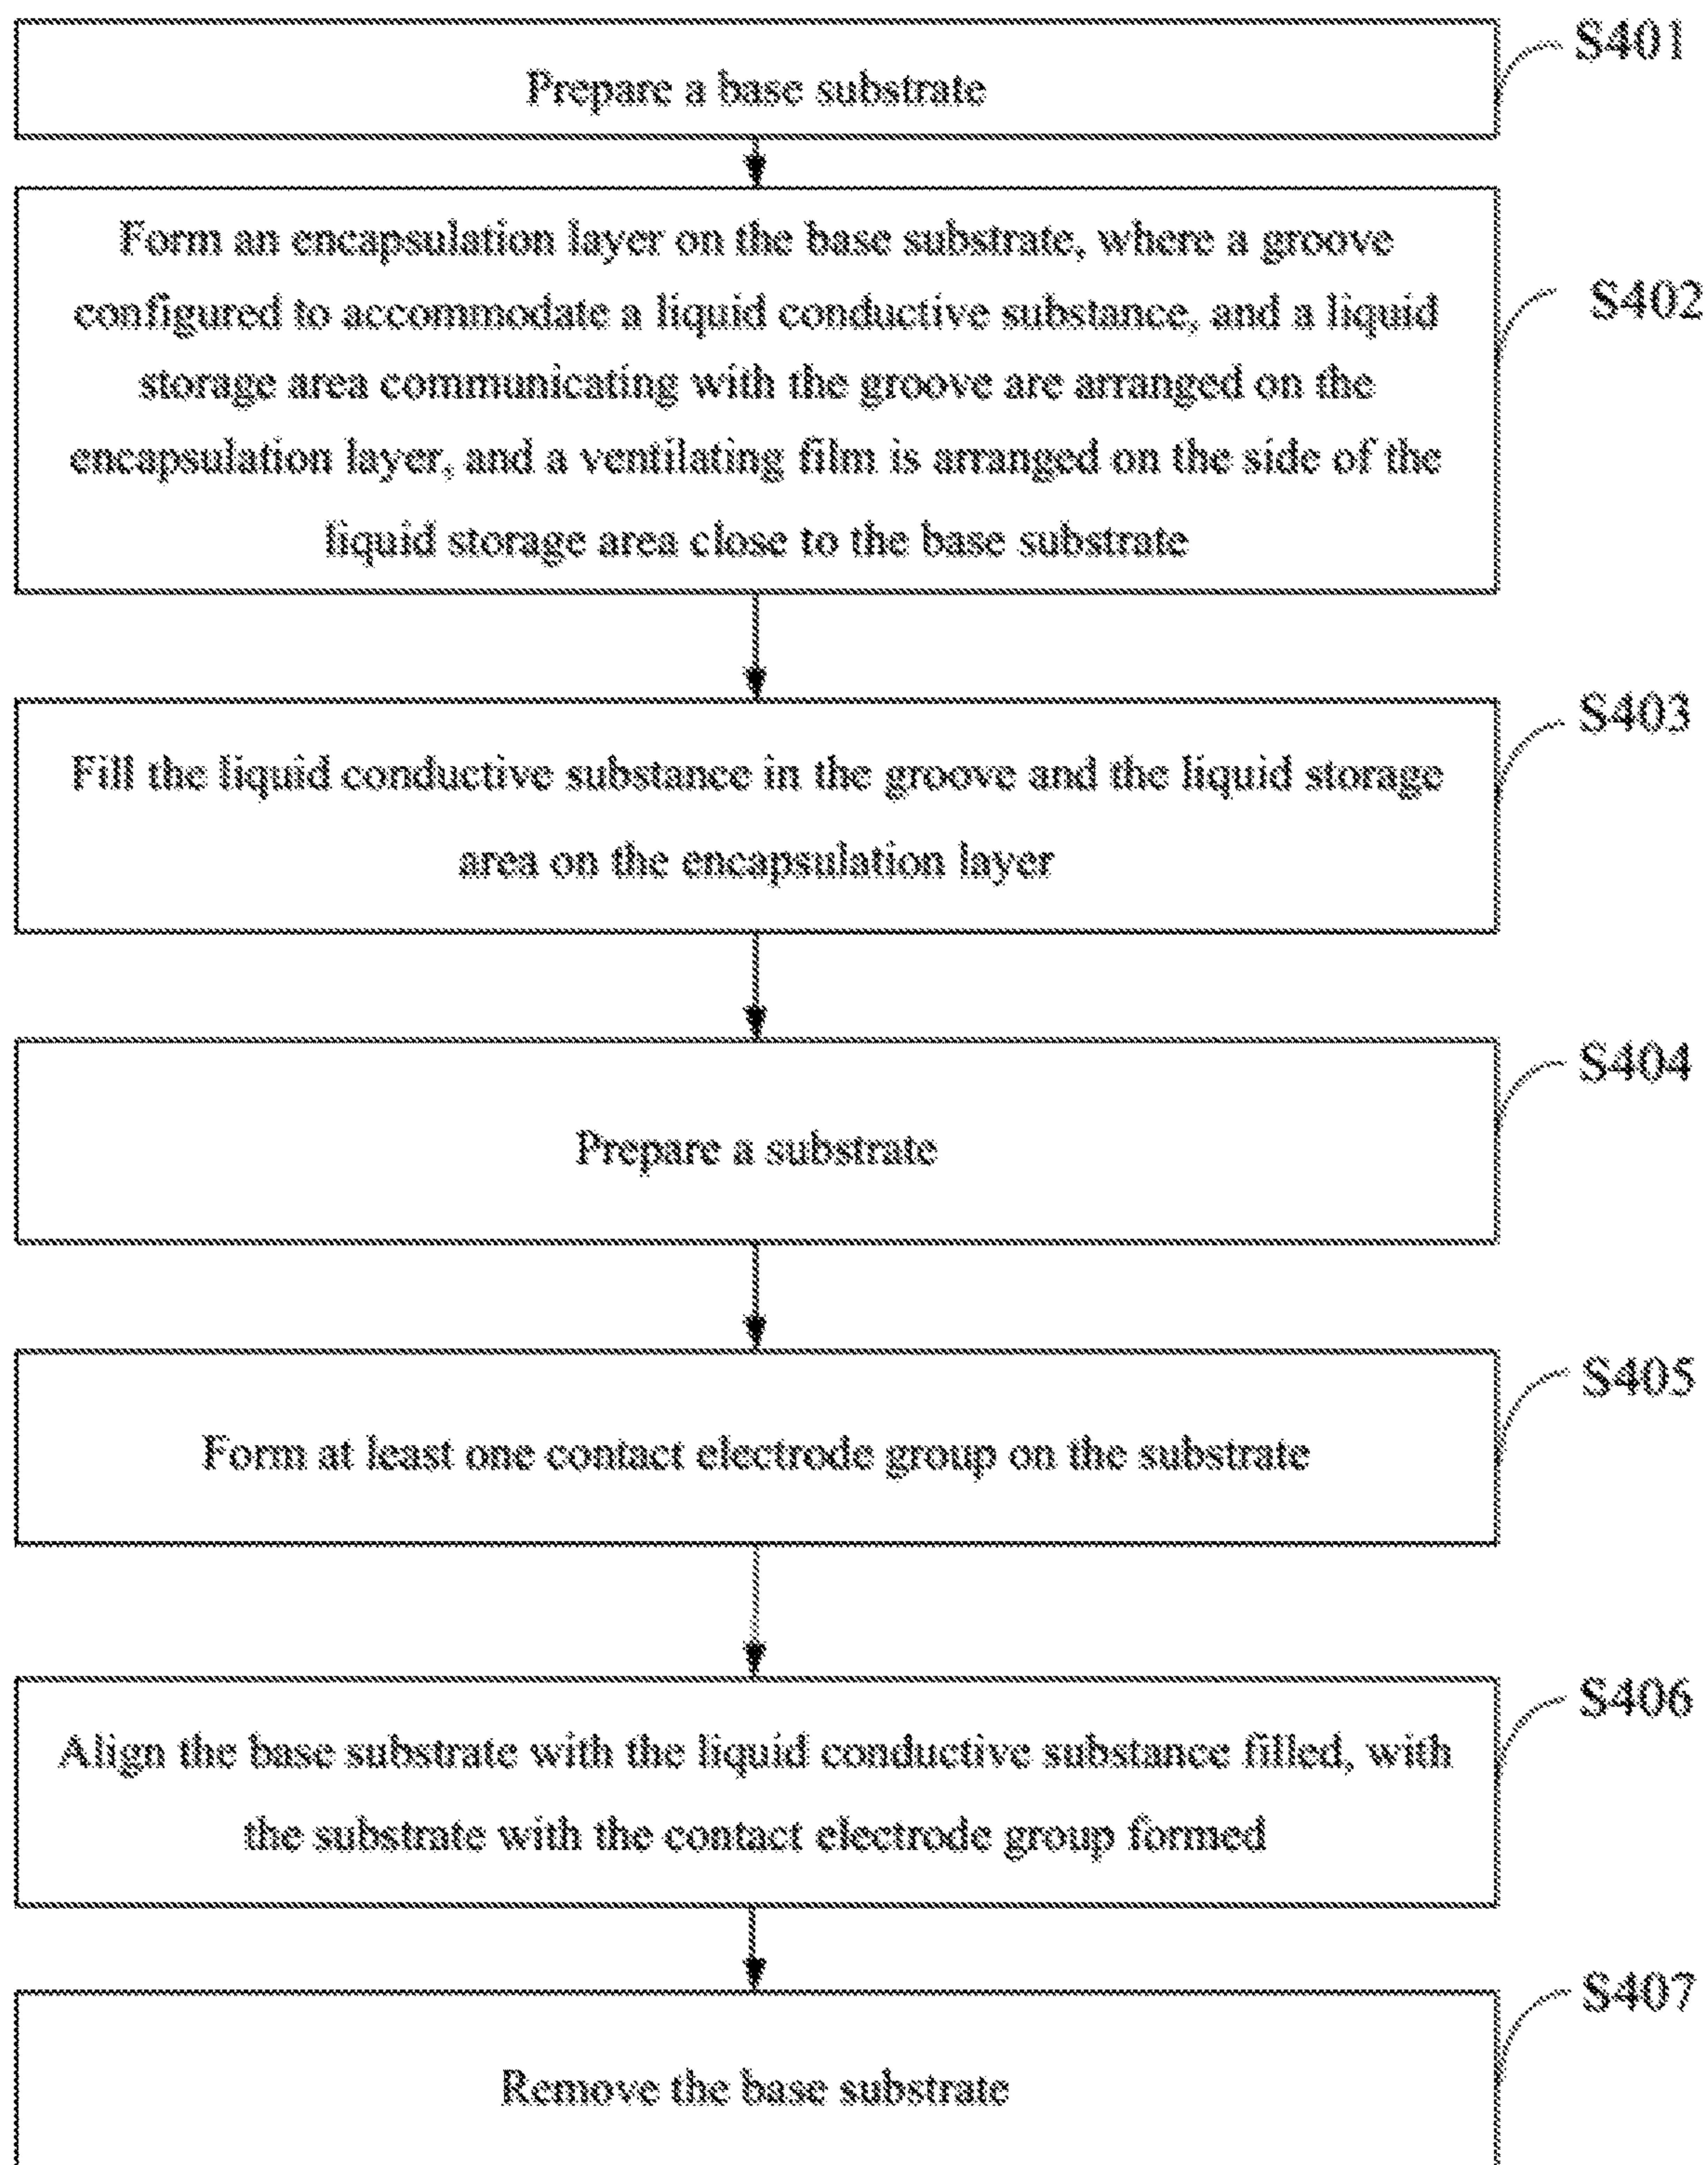 Prepare a base substrate
S401
Form an encapsulation layer on the base substrate, where a groove
configured to accommodate a liquid conductive substance, and a liquid
storage area communicating with the groove are arranged on the
encapsulation layer, and a ventilating film is arranged on the side of the
liquid storage area close to the base substrate
S402
Fill the liquid conductive substance in the groove and the liquid storage
area on the encapsulation layer
S403
Prepare a substrate
S404
Form at least one contact electrode group on the substrate
S405
Align the base substrate with the liquid conductive substance filled, with
the substrate with the contact electrode group formed
S406
Remove the base substrate
S407